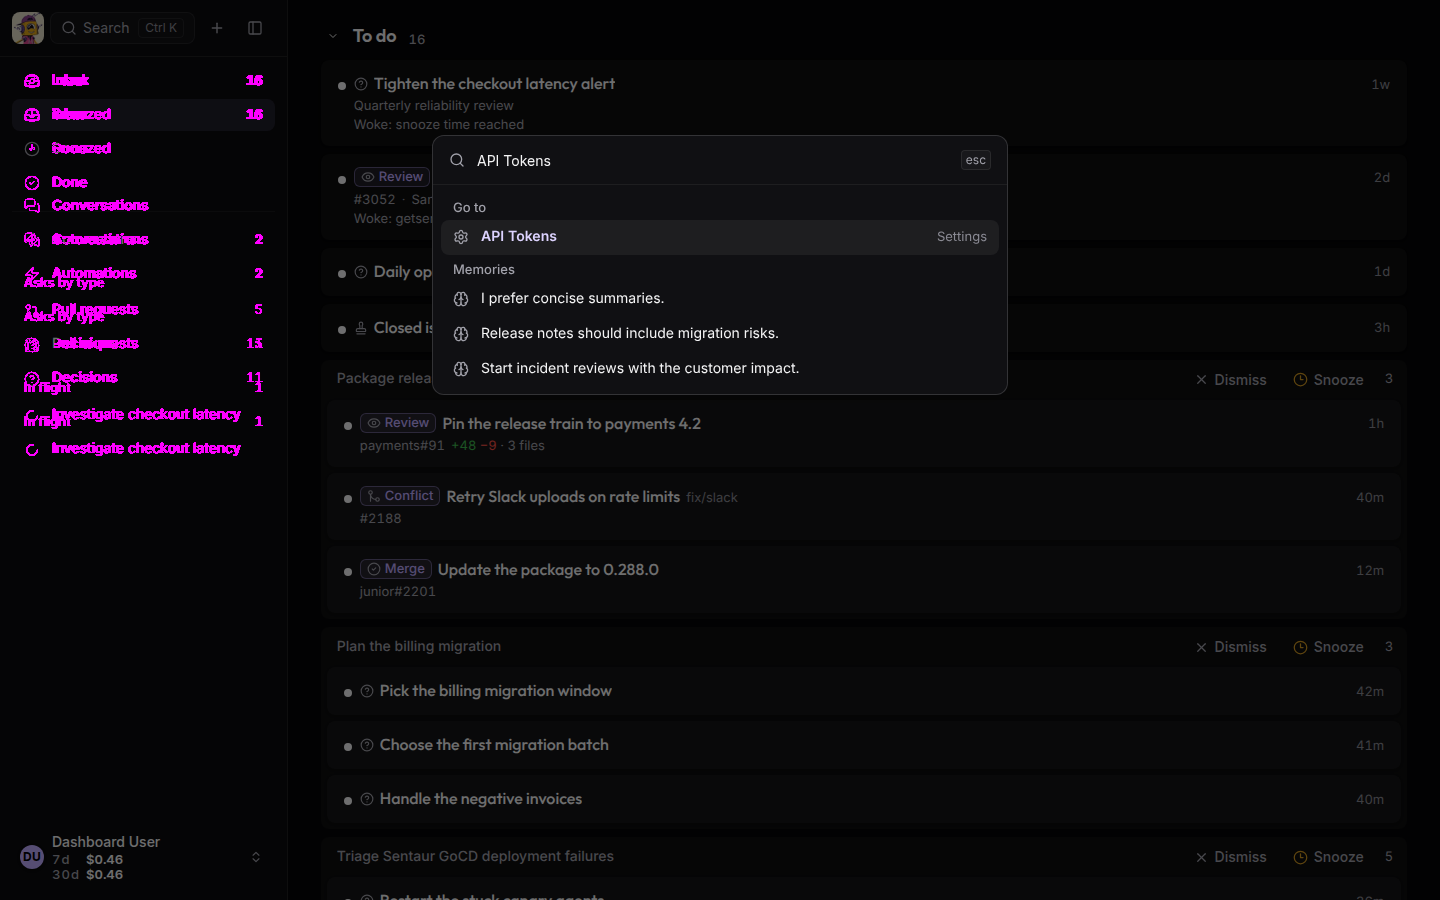 Search Ctrl K
Inbox 16
Snoozed 16
Snoozed
Done
Conversations
2
Automations 2
Asks by type
Pull requests 5
Asks by type
Decisions 11
In flight 1
Investigate checkout latency
In flight 1
Investigate checkout latency
DU Dashboard User
7d $0.46
30d $0.46
To do 16
Tighten the checkout latency alert 1w
Quarterly reliability review
Woke: snooze time reached
API Tokens esc
Go to
API Tokens Settings
Memories
I prefer concise summaries.
Release notes should include migration risks.
Start incident reviews with the customer impact.
Review 2d
#3052 ·
Woke:
Daily 1d
Closed 3h
Package Dismiss Snooze 3
Review Pin the release train to payments 4.2 1h
payments#91 +48 −9 · 3 files
Conflict Retry Slack uploads on rate limits fix/slack 40m
#2188
Merge Update the package to 0.288.0 12m
junior#2201
Plan the billing migration Dismiss Snooze 3
Pick the billing migration window 42m
Choose the first migration batch 41m
Handle the negative invoices 40m
Triage Sentaur GoCD deployment failures Dismiss Snooze 5